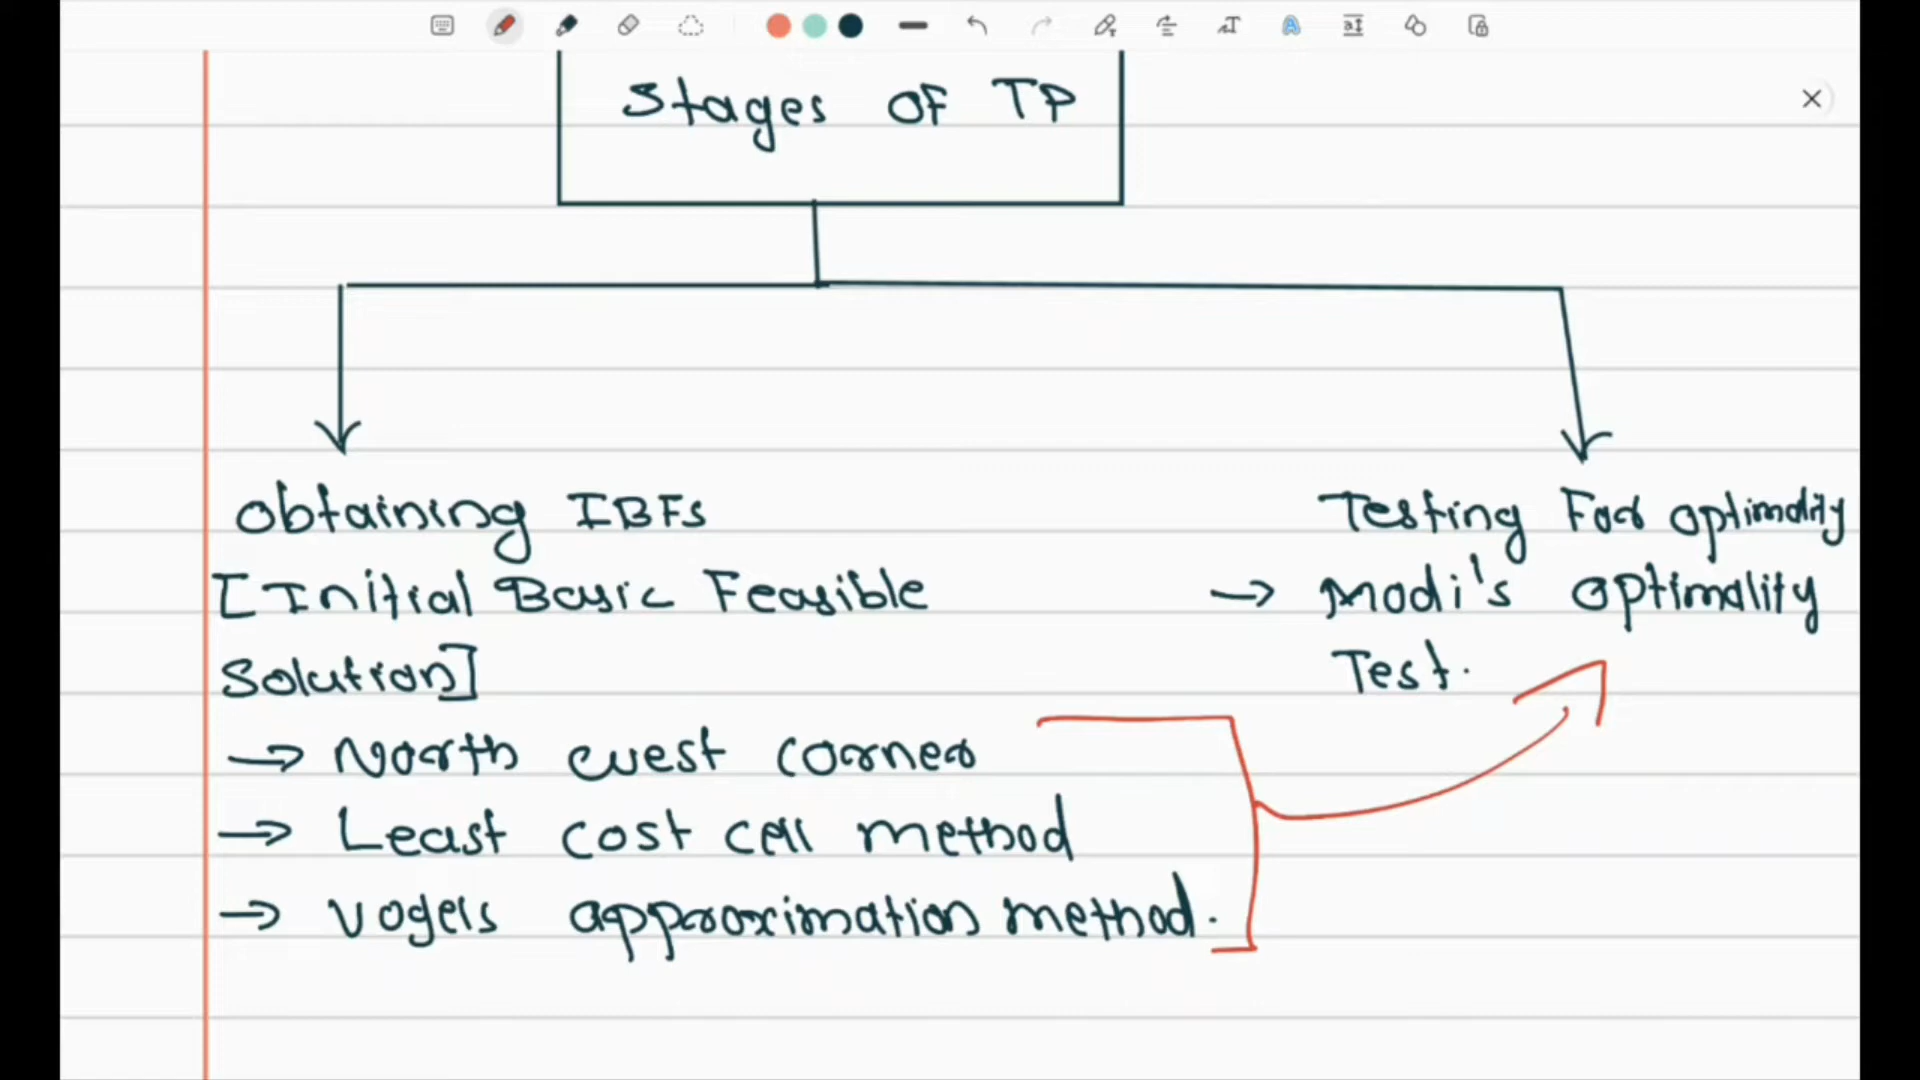 Stages OF TP
Obtaining IBFs
[Initial Basic Feasible
Solution]
→ North west corner
→ Least cost cell method
→ Vogels approximation method.
Testing For optimality
→ Modi's optimality
Test.